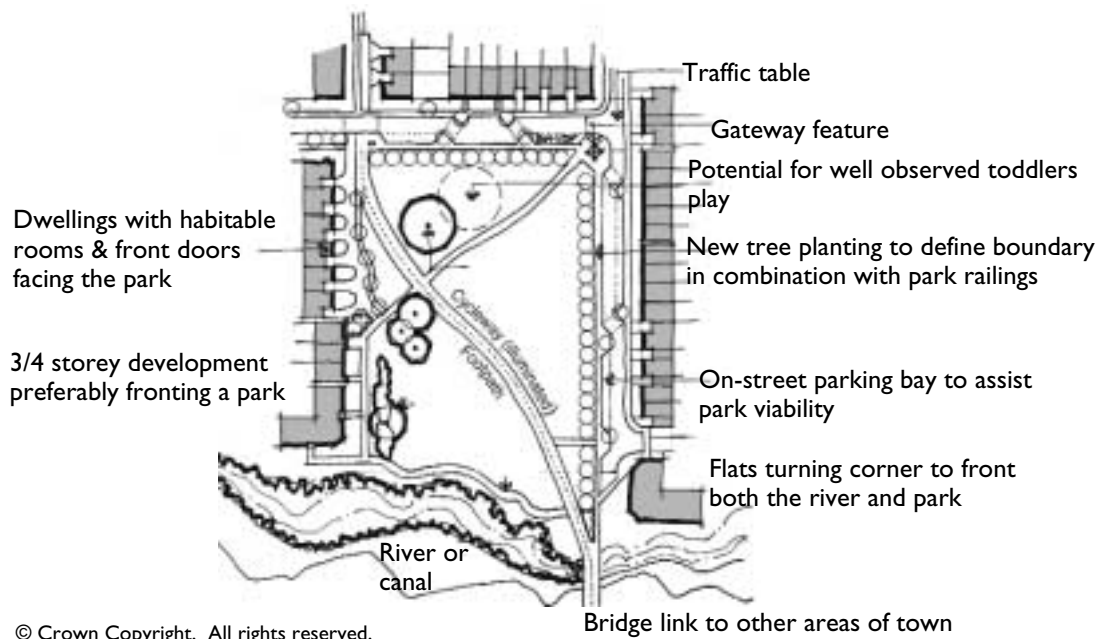 Traffic table
Gateway feature
Potential for well observed toddlers
play
Dwellings with habitable
rooms & front doors
facing the park
New tree planting to define boundary
in combination with park railings
Cycleway (illuminated)
Footpath
3/4 storey development
preferably fronting a park
On-street parking bay to assist
park viability
Flats turning corner to front
both the river and park
River or
canal
Bridge link to other areas of town
© Crown Copyright. All rights reserved.